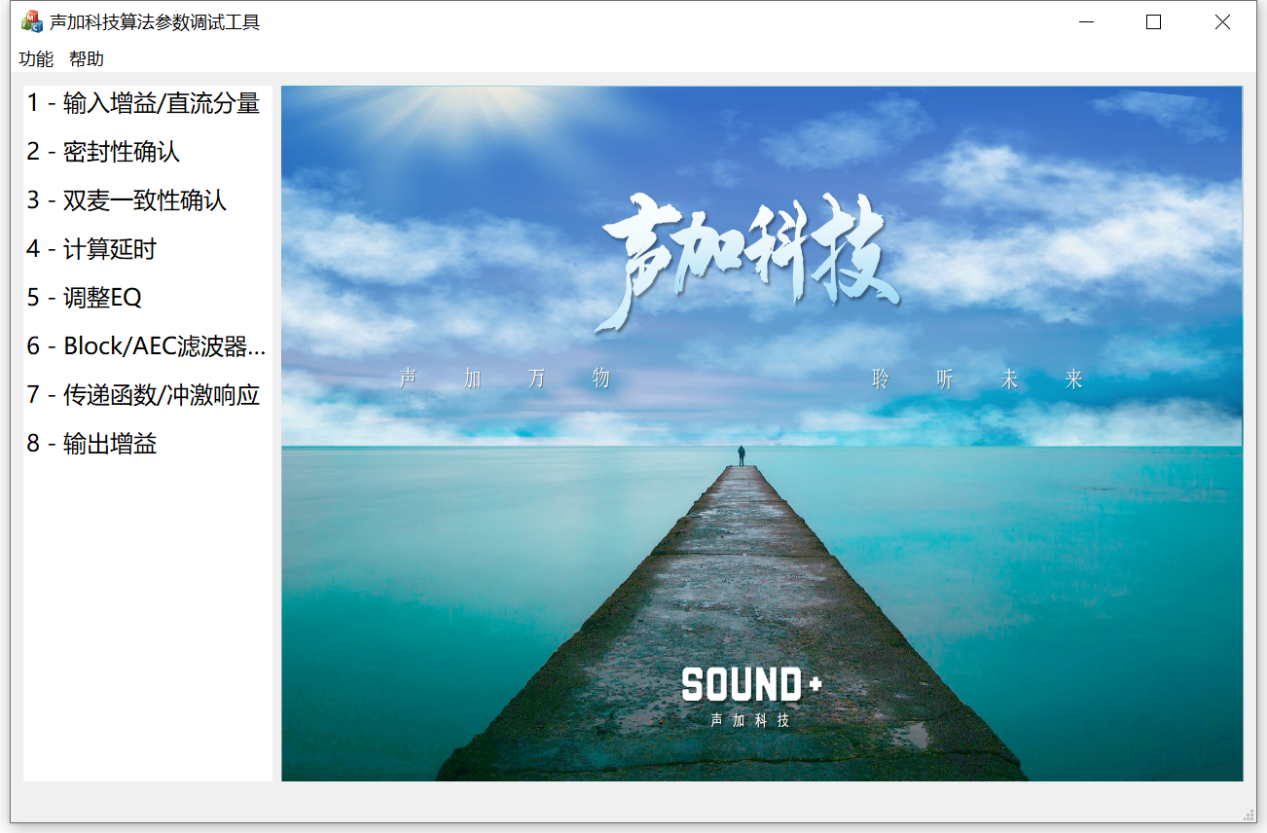 声加科技算法参数调试工具
功能 帮助
1 - 输入增益/直流分量
2 - 密封性确认
3 - 双麦一致性确认
4 - 计算延时
5 - 调整EQ
6 - Block/AEC滤波器...
7 - 传递函数/冲激响应
8 - 输出增益
声加科技
声加万物 聆听未来
SOUND+
声加科技